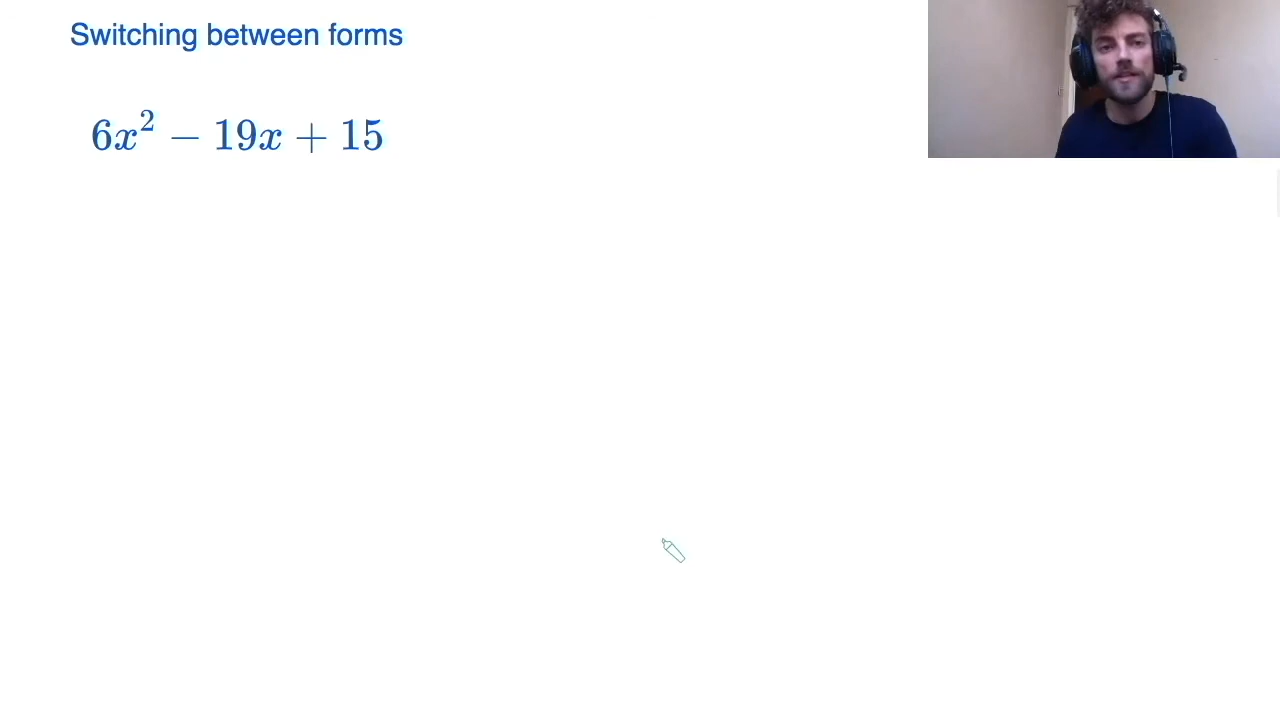 Switching between forms
6x² − 19x + 15